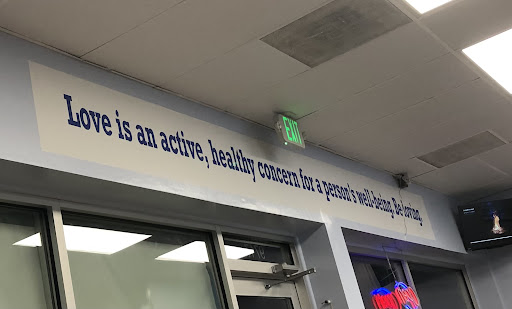 Love is an active, healthy concern for a person's well-being. Be loving.
EXIT